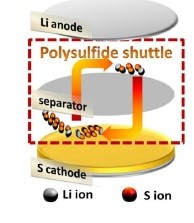 Li anode
Polysulfide shuttle
separator
S cathode
Li ion
S ion